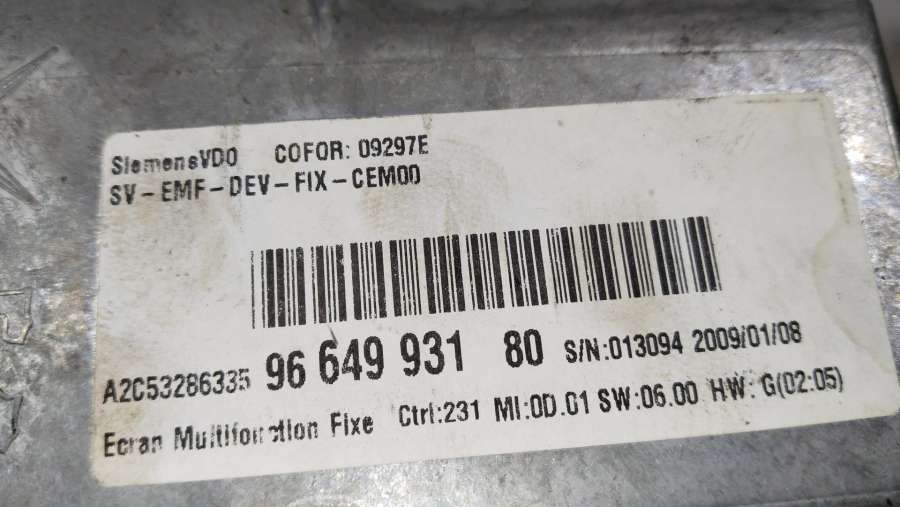 SiemensVDO COFOR: 09297E
SV-EMF-DEV-FIX-CEM00
A2C53286335 96 649 931 80 S/N:013094 2009/01/08
Ecran Multifonction Fixe Ctrl:231 MI:0D.01 SW:06.00 HW: G(02:05)